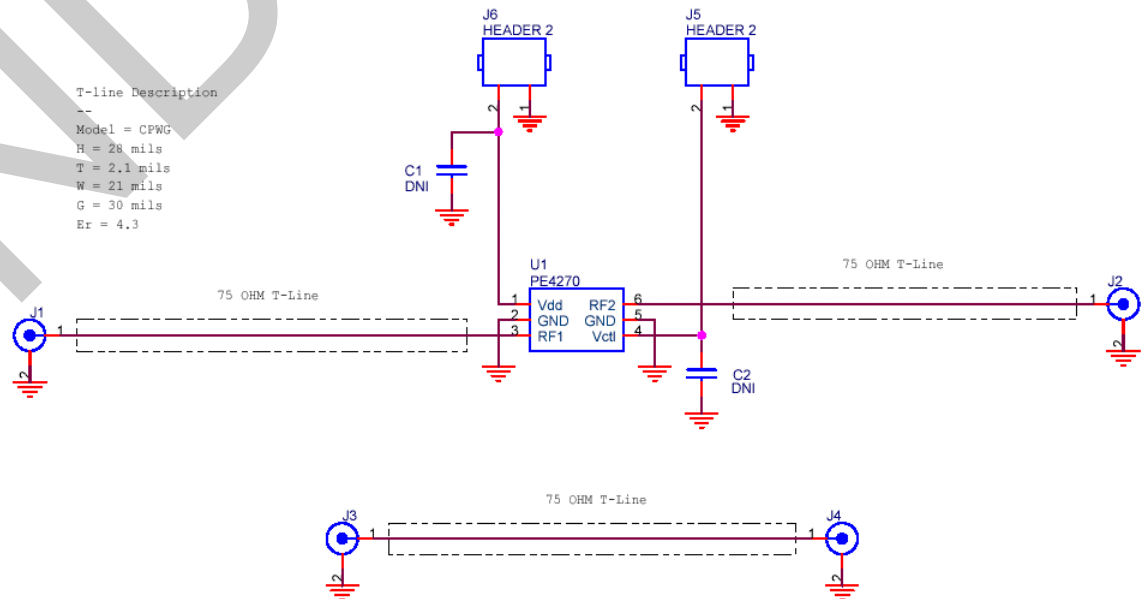 J6
HEADER 2
J5
HEADER 2
2
1
2
1
T-line Description
--
Model = CPWG
H = 28 mils
T = 2.1 mils
W = 21 mils
G = 30 mils
Er = 4.3
C1
DNI
U1
PE4270
75 OHM T-Line
75 OHM T-Line
J1
1
2
1 Vdd RF2 6
2 GND GND 5
3 RF1 Vctl 4
J2
1
2
C2
DNI
75 OHM T-Line
J3
1
2
J4
1
2